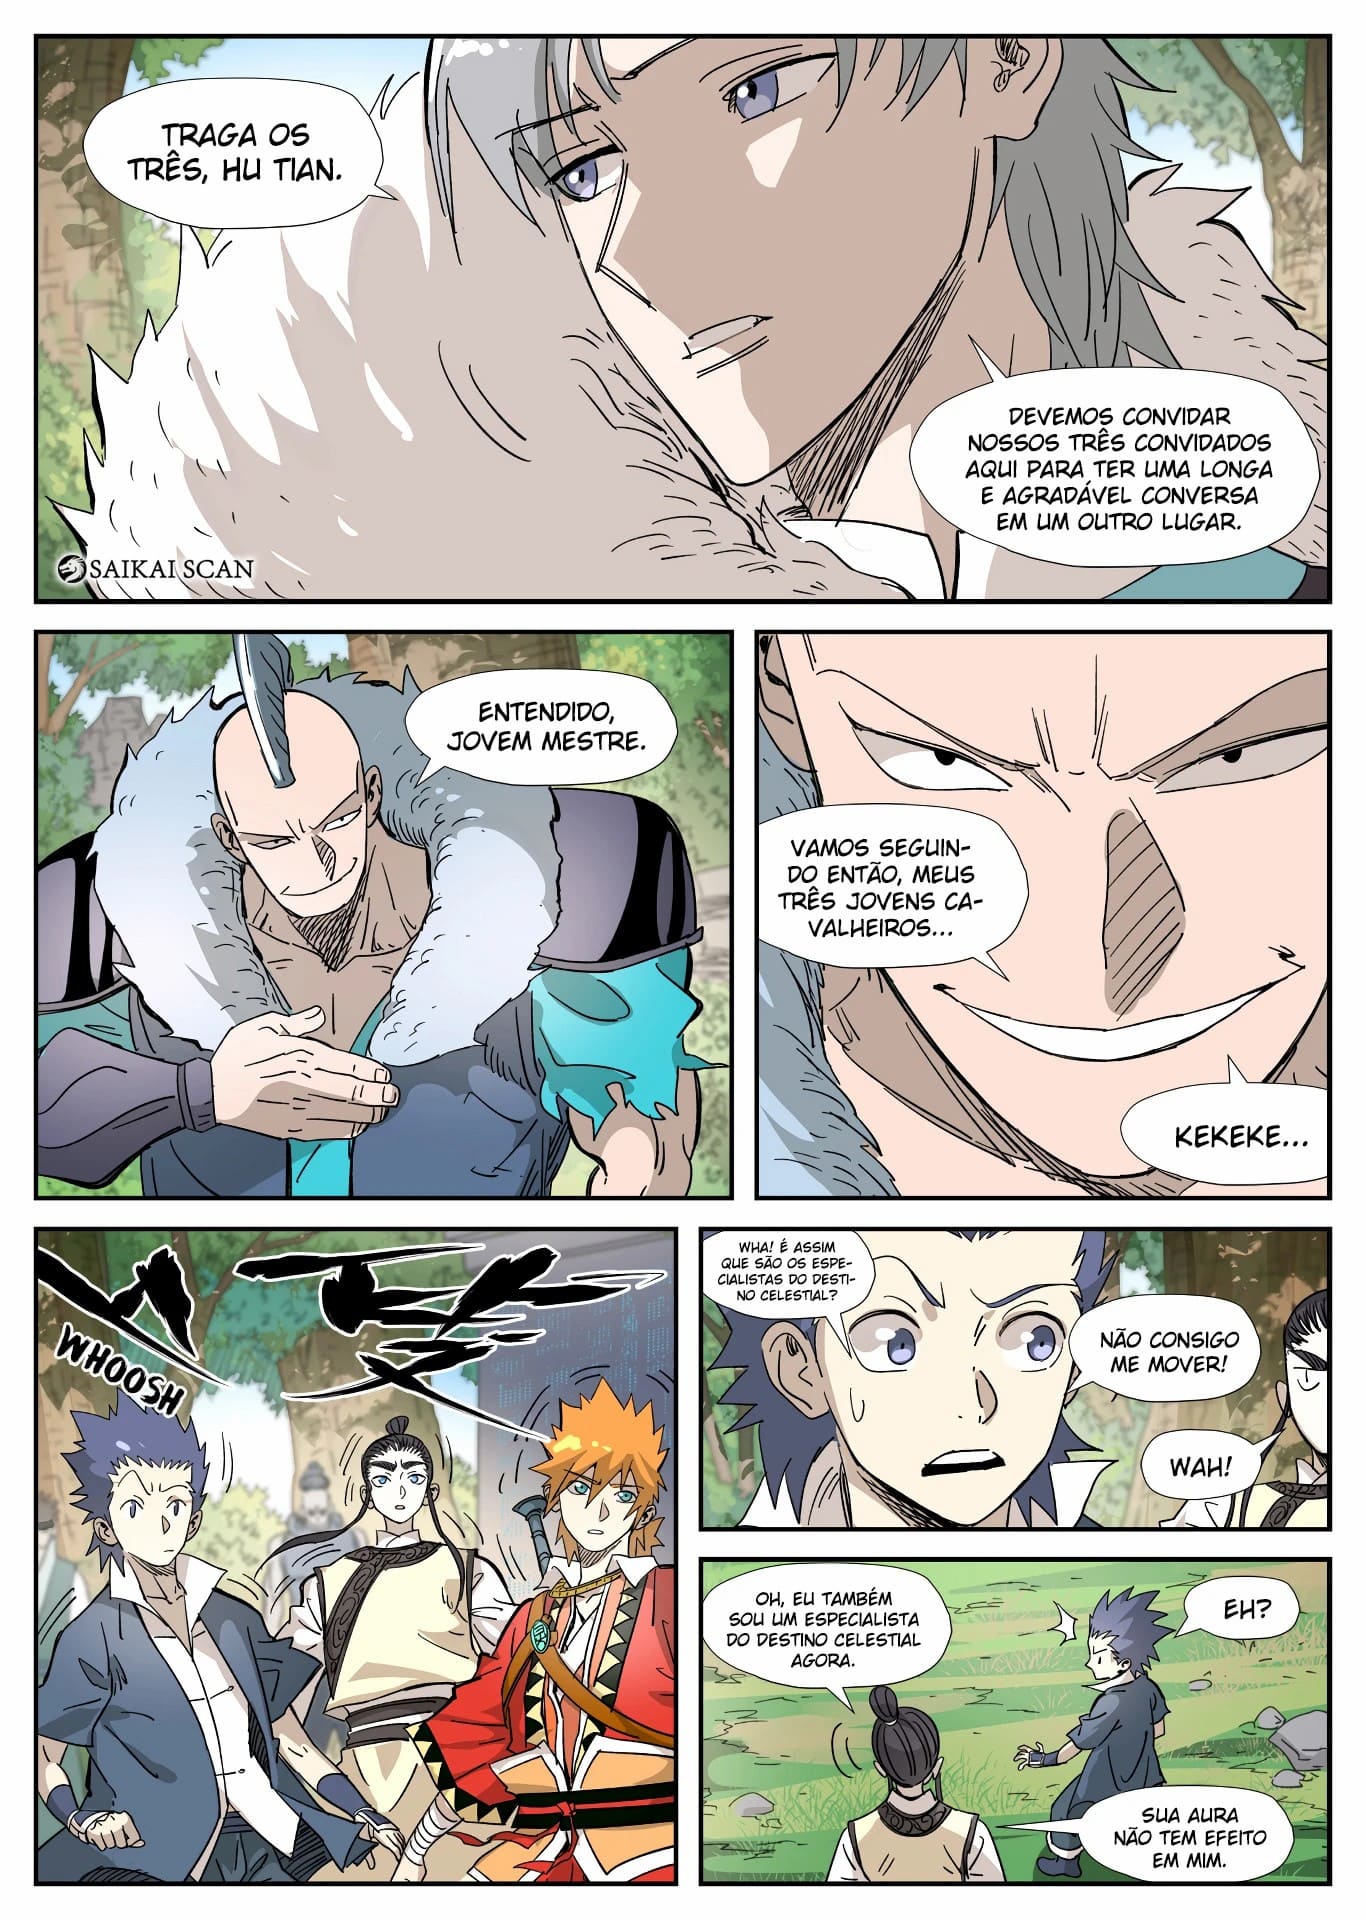 TRAGA OS
TRÊS, HU TIAN.
DEVEMOS CONVIDAR
NOSSOS TRÊS CONVIDADOS
AQUI PARA TER UMA LONGA
E AGRADÁVEL CONVERSA
EM UM OUTRO LUGAR.
SAIKAI SCAN
ENTENDIDO,
JOVEM MESTRE.
VAMOS SEGUIN-
DO ENTÃO, MEUS
TRÊS JOVENS CA-
VALHEIROS...
KEKEKE...
WHOOSH
WHA! É ASSIM
QUE SÃO OS ESPE-
CIALISTAS DO DESTI-
NO CELESTIAL?
NÃO CONSIGO
ME MOVER!
WAH!
OH, EU TAMBÉM
SOU UM ESPECIALISTA
DO DESTINO CELESTIAL
AGORA.
EH?
SUA AURA
NÃO TEM EFEITO
EM MIM.